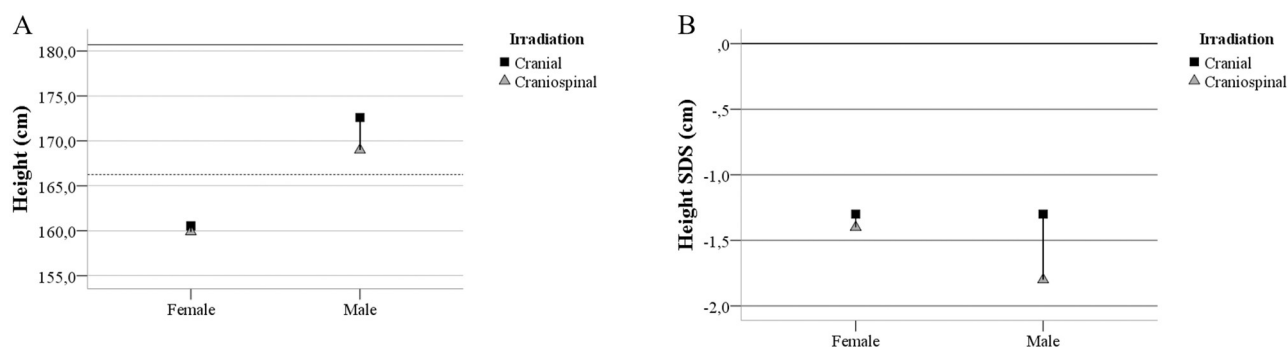 A
Height (cm)
180,0
175,0
170,0
165,0
160,0
155,0
Female
Male
Irradiation
Cranial
Craniospinal
B
Height SDS (cm)
,0
-,5
-1,0
-1,5
-2,0
Female
Male
Irradiation
Cranial
Craniospinal